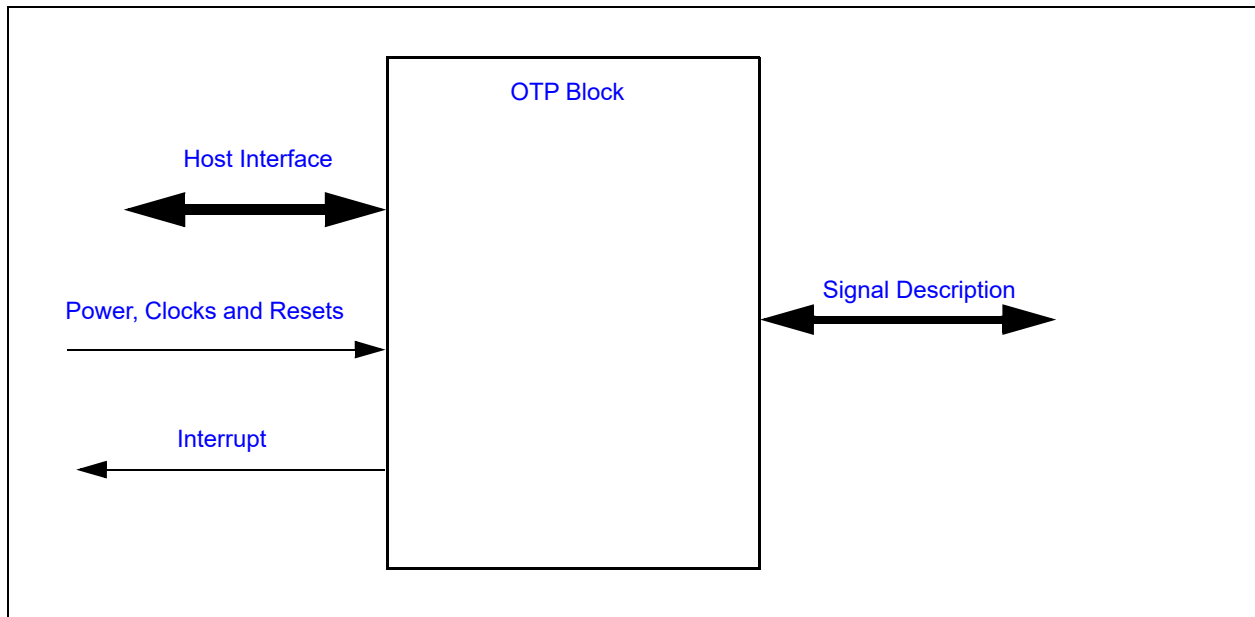 OTP Block
Host Interface
Signal Description
Power, Clocks and Resets
Interrupt